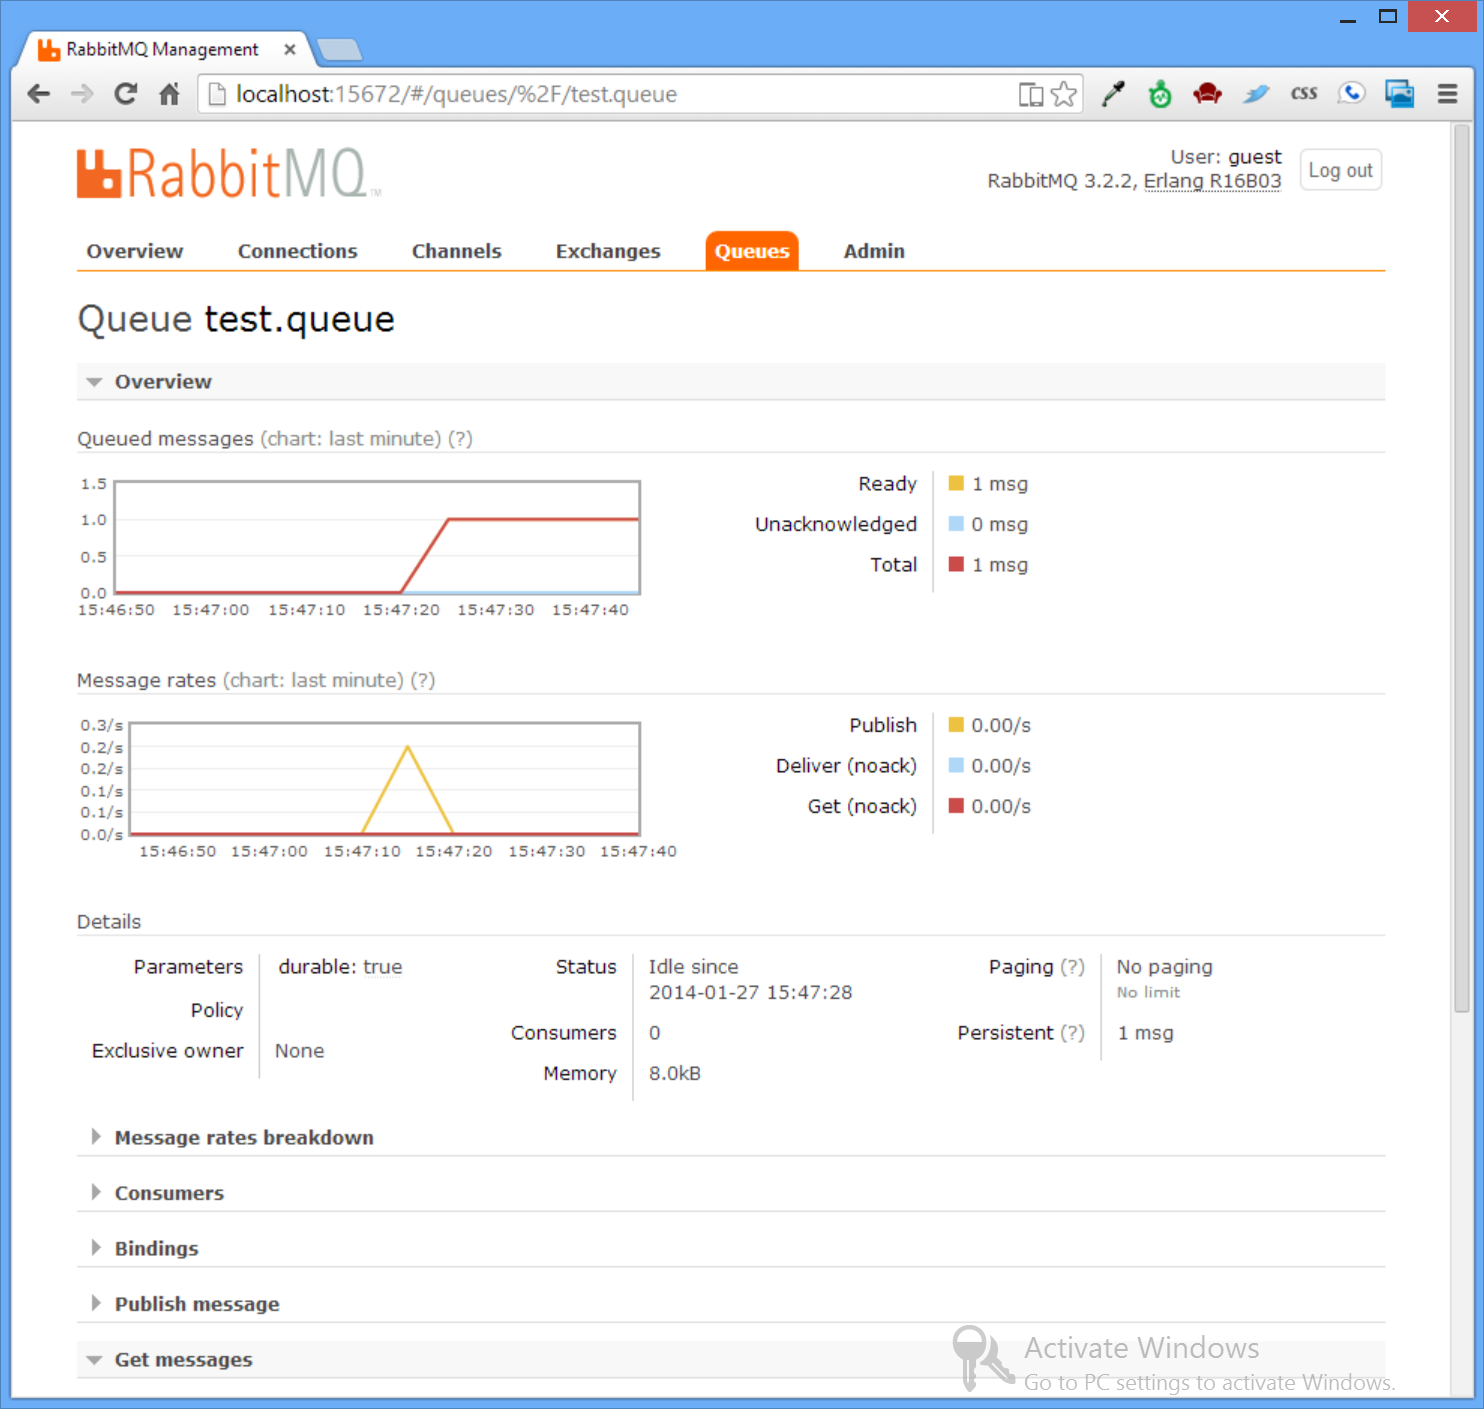 RabbitMQ Management
localhost:15672/#/queues/%2F/test.queue
css
RabbitMQ™
User: guest
RabbitMQ 3.2.2, Erlang R16B03
Log out
Overview Connections Channels Exchanges Queues Admin
Queue test.queue
Overview
Queued messages (chart: last minute) (?)
1.5
1.0
0.5
0.0
15:46:50 15:47:00 15:47:10 15:47:20 15:47:30 15:47:40
Ready 1 msg
Unacknowledged 0 msg
Total 1 msg
Message rates (chart: last minute) (?)
0.3/s
0.2/s
0.2/s
0.1/s
0.1/s
0.0/s
15:46:50 15:47:00 15:47:10 15:47:20 15:47:30 15:47:40
Publish 0.00/s
Deliver (noack) 0.00/s
Get (noack) 0.00/s
Details
Parameters durable: true
Policy
Exclusive owner None
Status Idle since
2014-01-27 15:47:28
Consumers 0
Memory 8.0kB
Paging (?) No paging
No limit
Persistent (?) 1 msg
Message rates breakdown
Consumers
Bindings
Publish message
Get messages
Activate Windows
Go to PC settings to activate Windows.